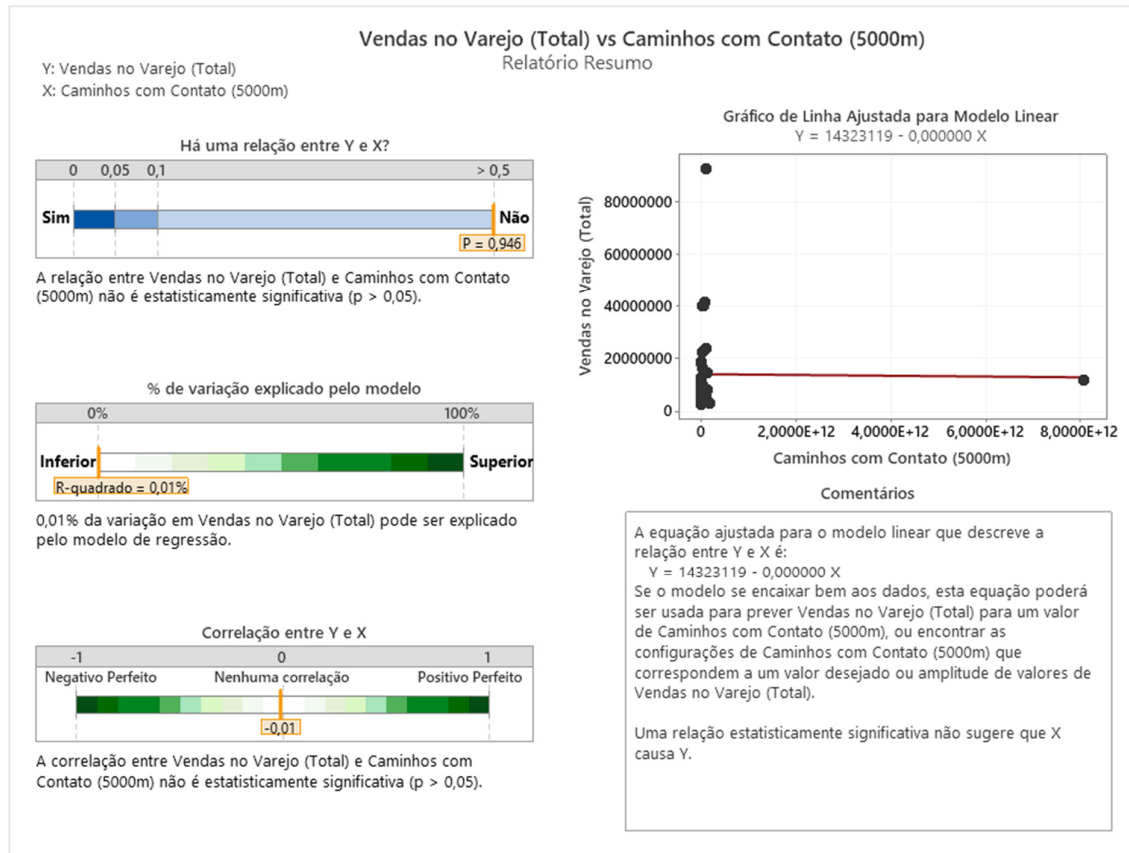 Vendas no Varejo (Total) vs Caminhos com Contato (5000m)
Relatório Resumo
Y: Vendas no Varejo (Total)
X: Caminhos com Contato (5000m)
Há uma relação entre Y e X?
0 0,05 0,1 > 0,5
Sim Não
P = 0,946
A relação entre Vendas no Varejo (Total) e Caminhos com Contato
(5000m) não é estatisticamente significativa (p > 0,05).
% de variação explicado pelo modelo
0% 100%
Inferior Superior
R-quadrado = 0,01%
0,01% da variação em Vendas no Varejo (Total) pode ser explicado
pelo modelo de regressão.
Correlação entre Y e X
-1 0 1
Negativo Perfeito Nenhuma correlação Positivo Perfeito
-0,01
A correlação entre Vendas no Varejo (Total) e Caminhos com
Contato (5000m) não é estatisticamente significativa (p > 0,05).
Gráfico de Linha Ajustada para Modelo Linear
Y = 14323119 - 0,000000 X
Vendas no Varejo (Total)
80000000
60000000
40000000
20000000
0
0 2,0000E+12 4,0000E+12 6,0000E+12 8,0000E+12
Caminhos com Contato (5000m)
Comentários
A equação ajustada para o modelo linear que descreve a
relação entre Y e X é:
Y = 14323119 - 0,000000 X
Se o modelo se encaixar bem aos dados, esta equação poderá
ser usada para prever Vendas no Varejo (Total) para um valor
de Caminhos com Contato (5000m), ou encontrar as
configurações de Caminhos com Contato (5000m) que
correspondem a um valor desejado ou amplitude de valores de
Vendas no Varejo (Total).
Uma relação estatisticamente significativa não sugere que X
causa Y.